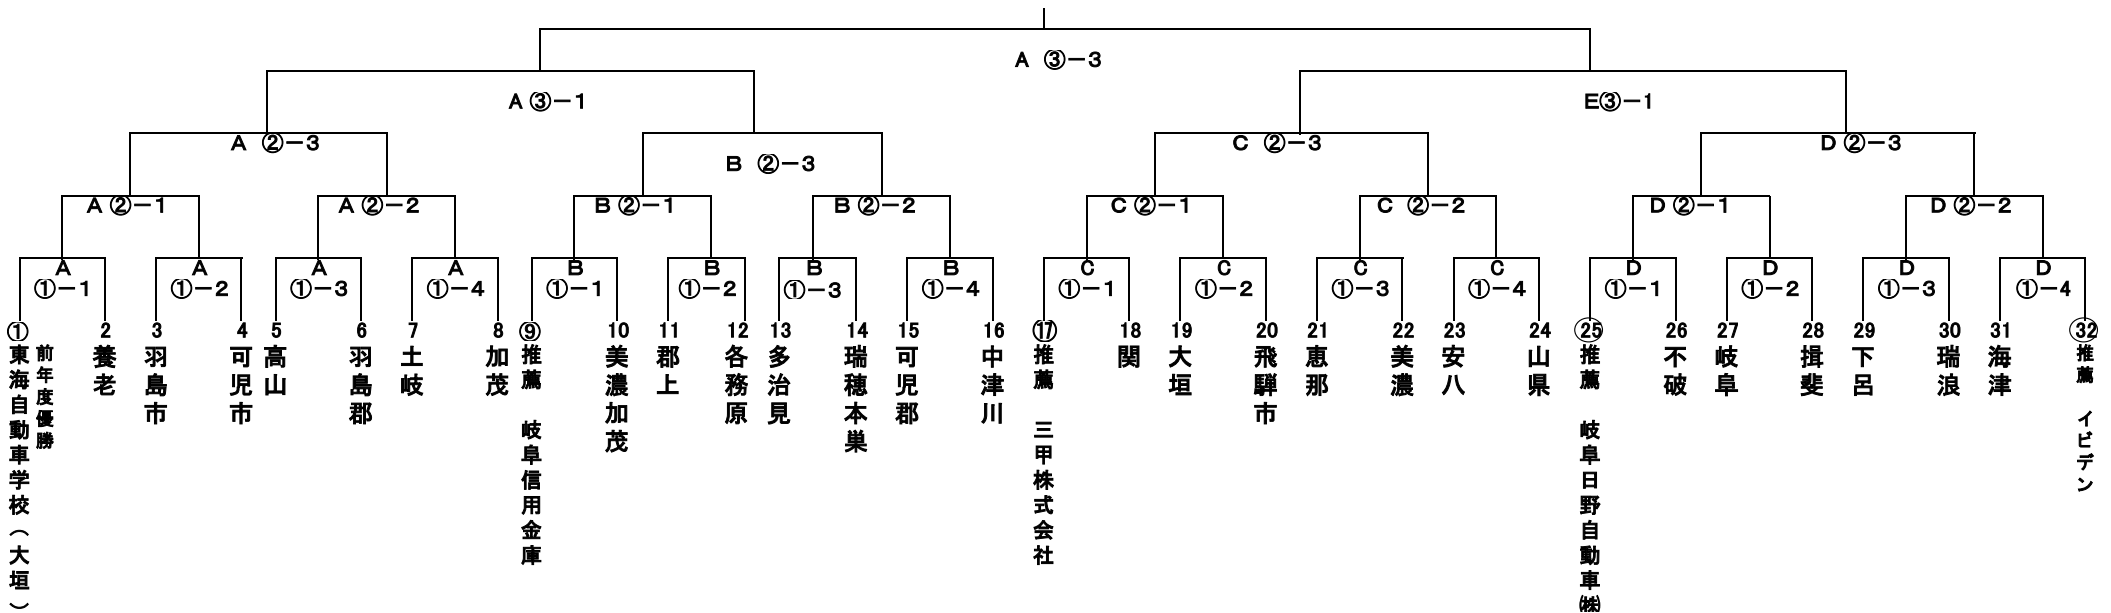 A ③－3
A ③－1
E③－1
A ②－3
B ②－3
C ②－3
D ②－3
A ②－1
A ②－2
B ②－1
B ②－2
C ②－1
C ②－2
D ②－1
D ②－2
A
①－1
A
①－2
A
①－3
A
①－4
B
①－1
B
①－2
B
①－3
B
①－4
C
①－1
C
①－2
C
①－3
C
①－4
D
①－1
D
①－2
D
①－3
D
①－4
①
東海自動車学校（大垣）
前年度優勝
2
養老
3
羽島市
4
可児市
5
高山
6
羽島郡
7
土岐
8
加茂
⑨
推薦　岐阜信用金庫
10
美濃加茂
11
郡上
12
各務原
13
多治見
14
瑞穂本巣
15
可児郡
16
中津川
⑰
推薦　三甲株式会社
18
関
19
大垣
20
飛騨市
21
恵那
22
美濃
23
安八
24
山県
㉕
推薦　岐阜日野自動車㈱
26
不破
27
岐阜
28
揖斐
29
下呂
30
瑞浪
31
海津
㉜
推薦　イビデン